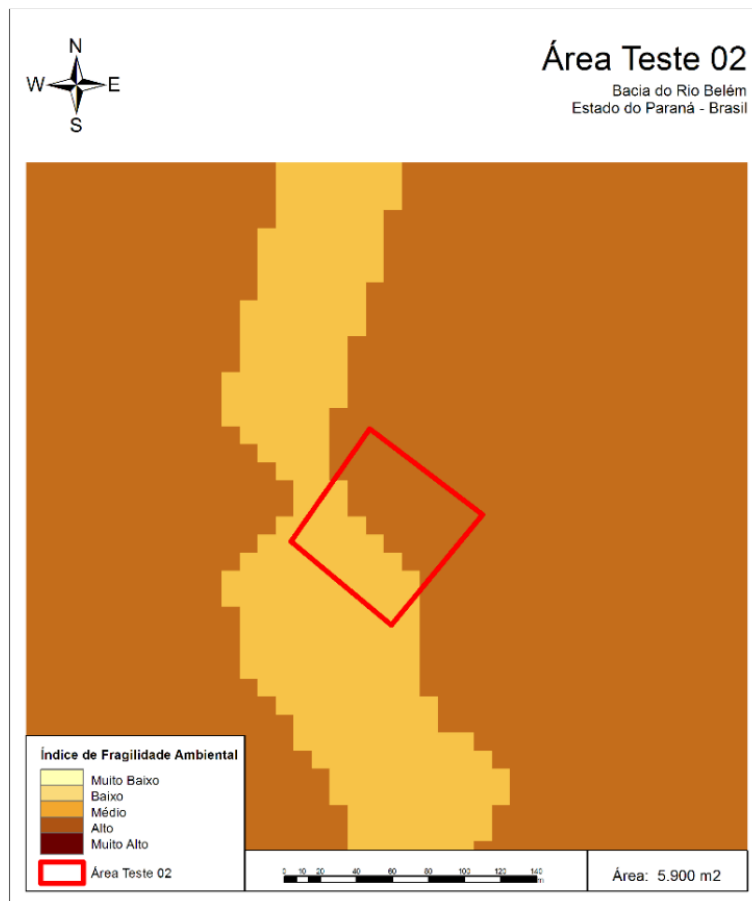 N
W E
S
Área Teste 02
Bacia do Rio Belém
Estado do Paraná - Brasil
Índice de Fragilidade Ambiental
Muito Baixo
Baixo
Médio
Alto
Muito Alto
Área Teste 02
0 10 20 40 60 80 100 120 140
m
Área: 5.900 m2